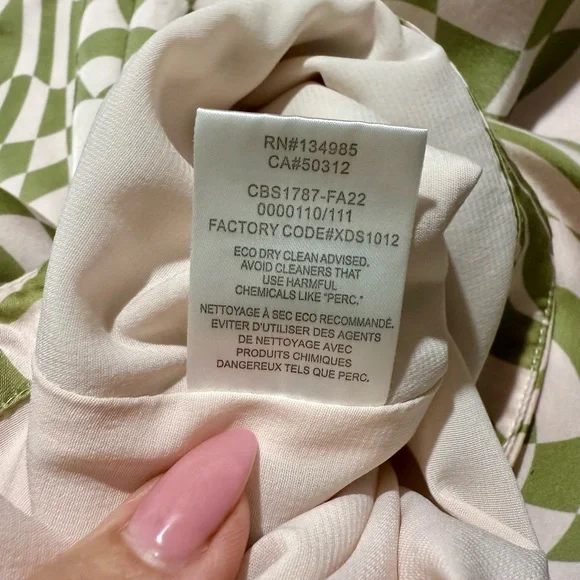 RN#134985
CA#50312
CBS1787-FA22
0000110/111
FACTORY CODE#XDS1012
ECO DRY CLEAN ADVISED.
AVOID CLEANERS THAT
USE HARMFUL
CHEMICALS LIKE "PERC."
NETTOYAGE À SEC ECO RECOMMANDÉ.
EVITER D'UTILISER DES AGENTS
DE NETTOYAGE AVEC
PRODUITS CHIMIQUES
DANGEREUX TELS QUE PERC.